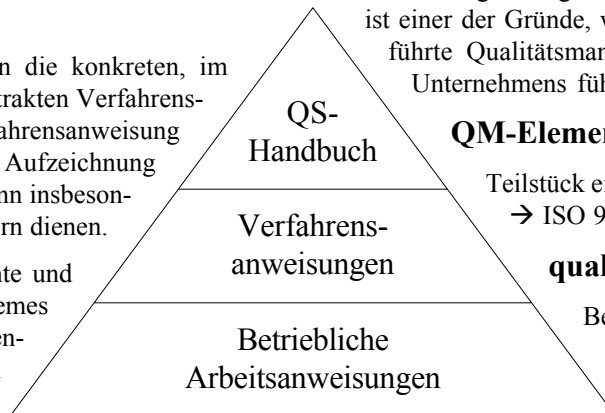 n die konkreten, im
trakten Verfahrens-
ahrensanweisung
Aufzeichnung
nn insbeson-
rn dienen.
te und
emes
en-
QS-
Handbuch
Verfahrens-
anweisungen
Betriebliche
Arbeitsanweisungen
ist einer der Gründe, 
führte Qualitätsman
Unternehmens füh
QM-Elemen
Teilstück e
→ ISO 9
qual
Be